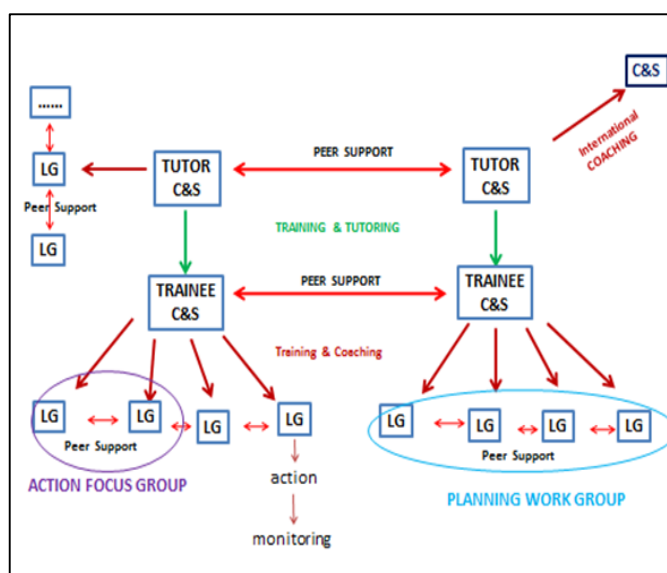 C&S
International
COACHING
......
LG
Peer Support
LG
TUTOR
C&S
PEER SUPPORT
TUTOR
C&S
TRAINING & TUTORING
TRAINEE
C&S
PEER SUPPORT
TRAINEE
C&S
Training & Coaching
LG
LG
LG
LG
Peer Support
ACTION FOCUS GROUP
action
monitoring
LG
LG
LG
LG
Peer Support
PLANNING WORK GROUP